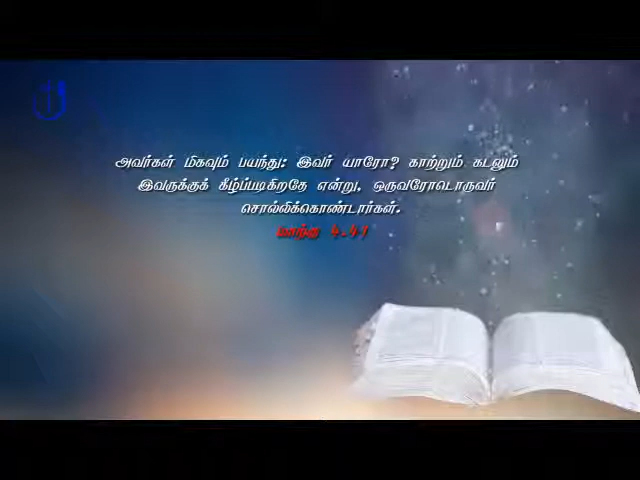 அவர்கள் மிகவும் பயந்து: இவர் யாரோ? காற்றும் கடலும்
இவருக்குக் கீழ்ப்படிகிறதே என்று, ஒருவரோடொருவர்
சொல்லிக்கொண்டார்கள்.
மாற்கு 4.41